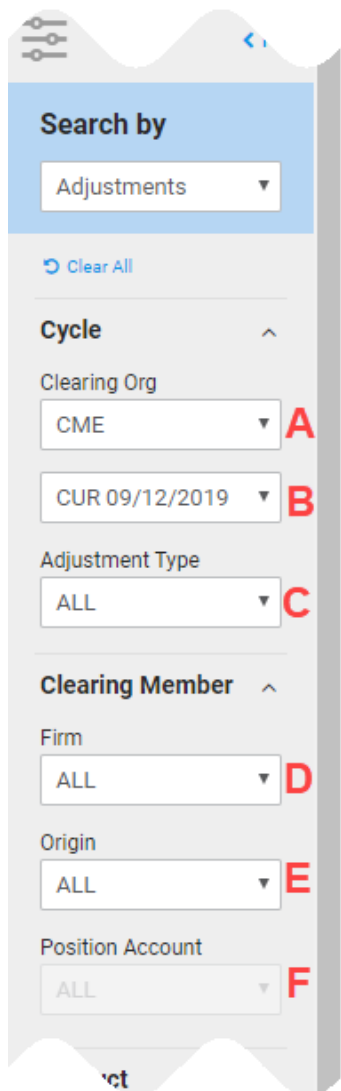 Search by
Adjustments
Clear All
Cycle
Clearing Org
CME A
CUR 09/12/2019 B
Adjustment Type
ALL C
Clearing Member
Firm
ALL D
Origin
ALL E
Position Account
ALL F